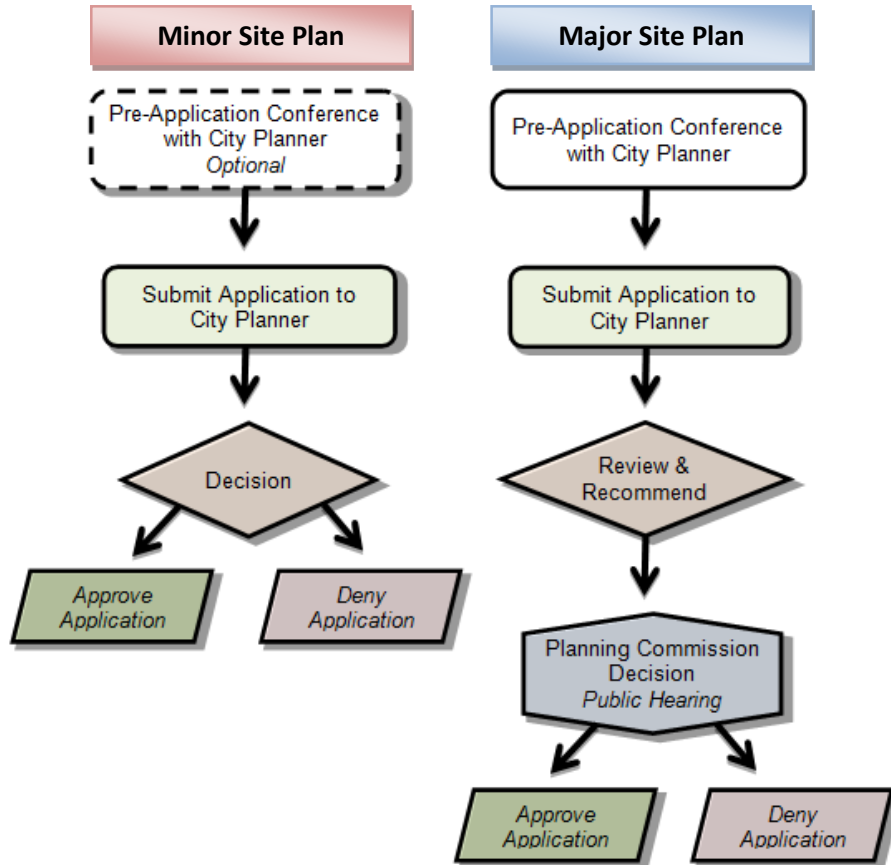 Minor Site Plan
Pre-Application Conference
with City Planner
Optional
Submit Application to
City Planner
Decision
Approve
Application
Deny
Application
Major Site Plan
Pre-Application Conference
with City Planner
Submit Application to
City Planner
Review &
Recommend
Planning Commission
Decision
Public Hearing
Approve
Application
Deny
Application